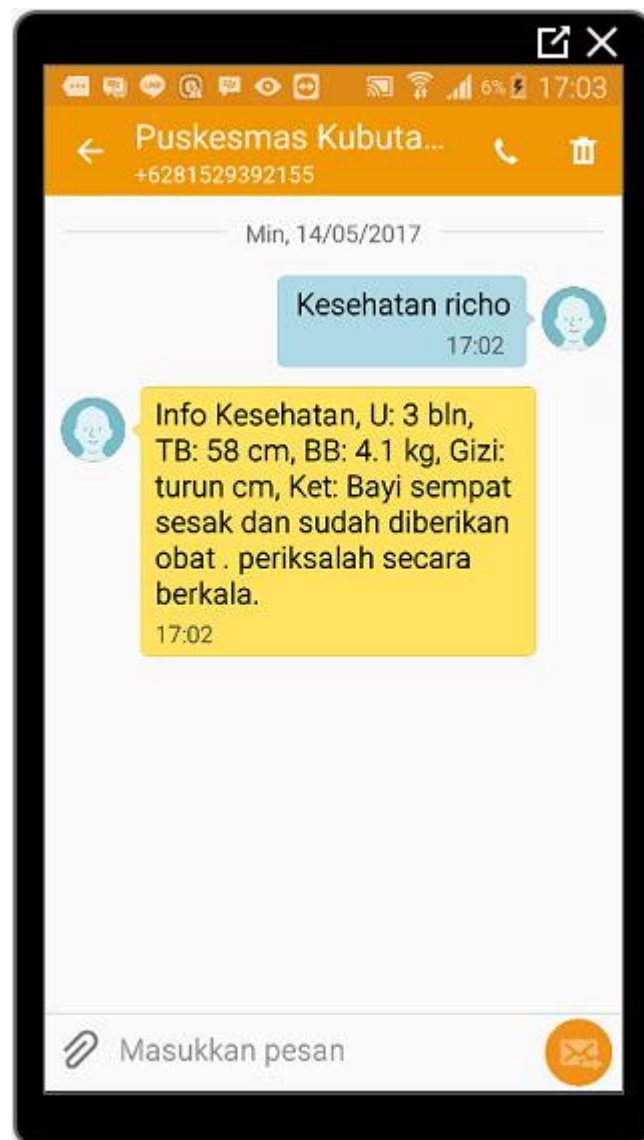 6% 17:03
Puskesmas Kubuta...
+6281529392155
Min, 14/05/2017
Kesehatan richo
17:02
Info Kesehatan, U: 3 bln,
TB: 58 cm, BB: 4.1 kg, Gizi:
turun cm, Ket: Bayi sempat
sesak dan sudah diberikan
obat . periksalah secara
berkala.
17:02
Masukkan pesan